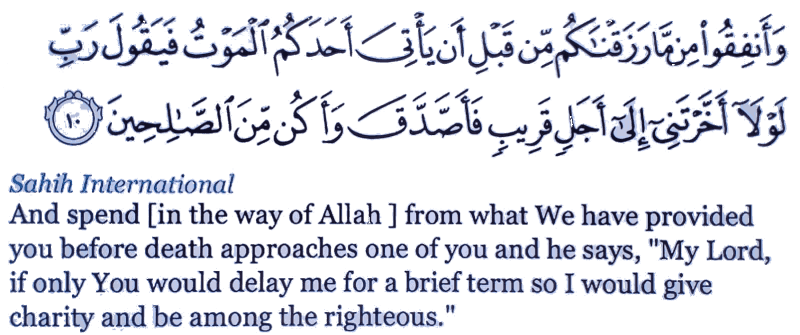 وَأَنفِقُوا۟ مِن مَّا رَزَقْنَـٰكُم مِّن قَبْلِ أَن يَأْتِىَ أَحَدَكُمُ ٱلْمَوْتُ فَيَقُولَ رَبِّ
لَوْلَآ أَخَّرْتَنِىٓ إِلَىٰٓ أَجَلٍ قَرِيبٍ فَأَصَّدَّقَ وَأَكُن مِّنَ ٱلصَّـٰلِحِينَ ١٠
Sahih International
And spend [in the way of Allah ] from what We have provided
you before death approaches one of you and he says, "My Lord,
if only You would delay me for a brief term so I would give
charity and be among the righteous."